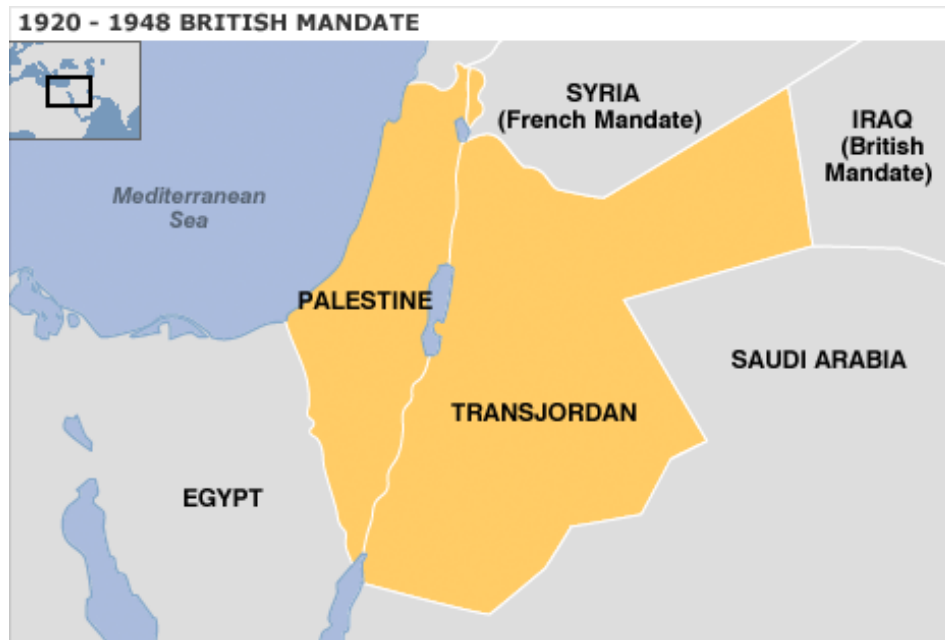 1920 - 1948 BRITISH MANDATE
SYRIA
(French Mandate)
IRAQ
(British
Mandate)
Mediterranean
Sea
PALESTINE
SAUDI ARABIA
TRANSJORDAN
EGYPT